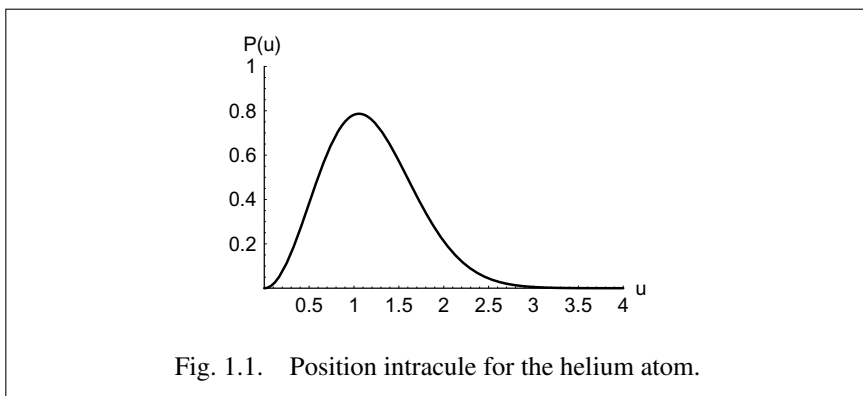 P(u)
1
0.8
0.6
0.4
0.2
0.5 1 1.5 2 2.5 3 3.5 4 u
Fig. 1.1. Position intracule for the helium atom.